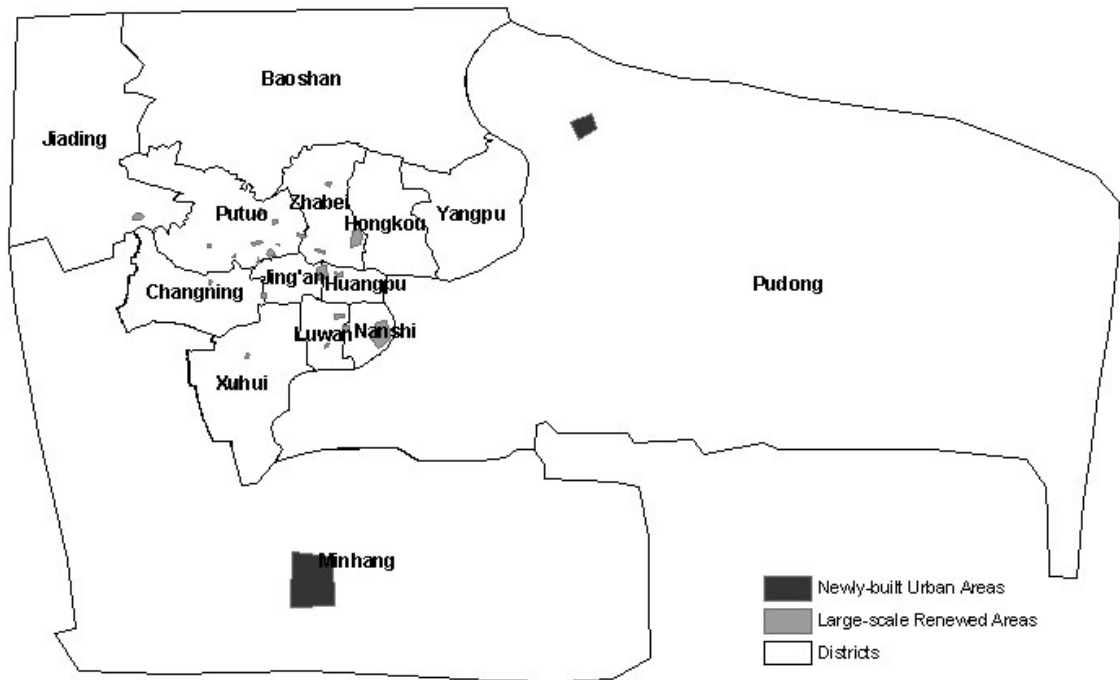 Baoshan
Jiading
Zhabei
Putuo
Hongkou
Yangpu
Jing'an
Huangpu
Changning
Pudong
Luwan
Nanshi
Xuhui
Minhang
Newly-built Urban Areas
Large-scale Renewed Areas
Districts